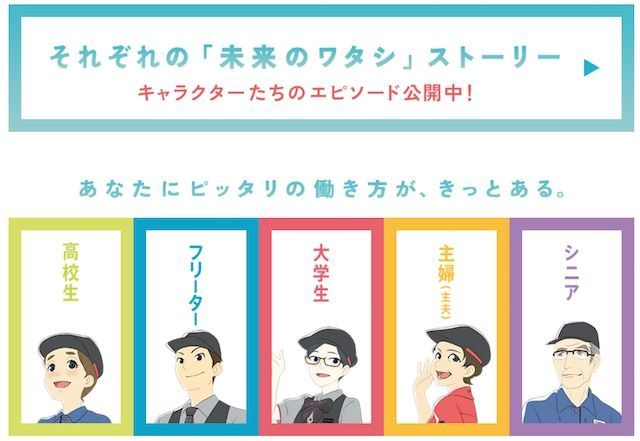 それぞれの「未来のワタシ」ストーリー
キャラクターたちのエピソード公開中!
あなたにピッタリの働き方が、きっとある。
高校生
フリーター
大学生
主婦(主夫)
シニア